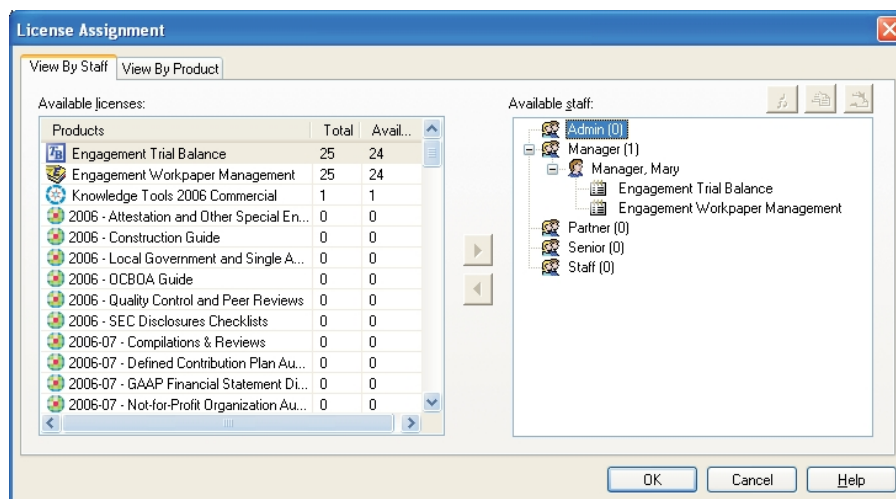 License Assignment
View By Staff View By Product
Available licenses:
Products Total Avail...
Engagement Trial Balance 25 24
Engagement Workpaper Management 25 24
Knowledge Tools 2006 Commercial 1 1
2006 - Attestation and Other Special En... 0 0
2006 - Construction Guide 0 0
2006 - Local Government and Single A... 0 0
2006 - OCBOA Guide 0 0
2006 - Quality Control and Peer Reviews 0 0
2006 - SEC Disclosures Checklists 0 0
2006-07 - Compilations & Reviews 0 0
2006-07 - Defined Contribution Plan Au... 0 0
2006-07 - GAAP Financial Statement Di... 0 0
2006-07 - Not-for-Profit Organization Au... 0 0
Available staff:
Admin (0)
Manager (1)
Manager, Mary
Engagement Trial Balance
Engagement Workpaper Management
Partner (0)
Senior (0)
Staff (0)
OK Cancel Help